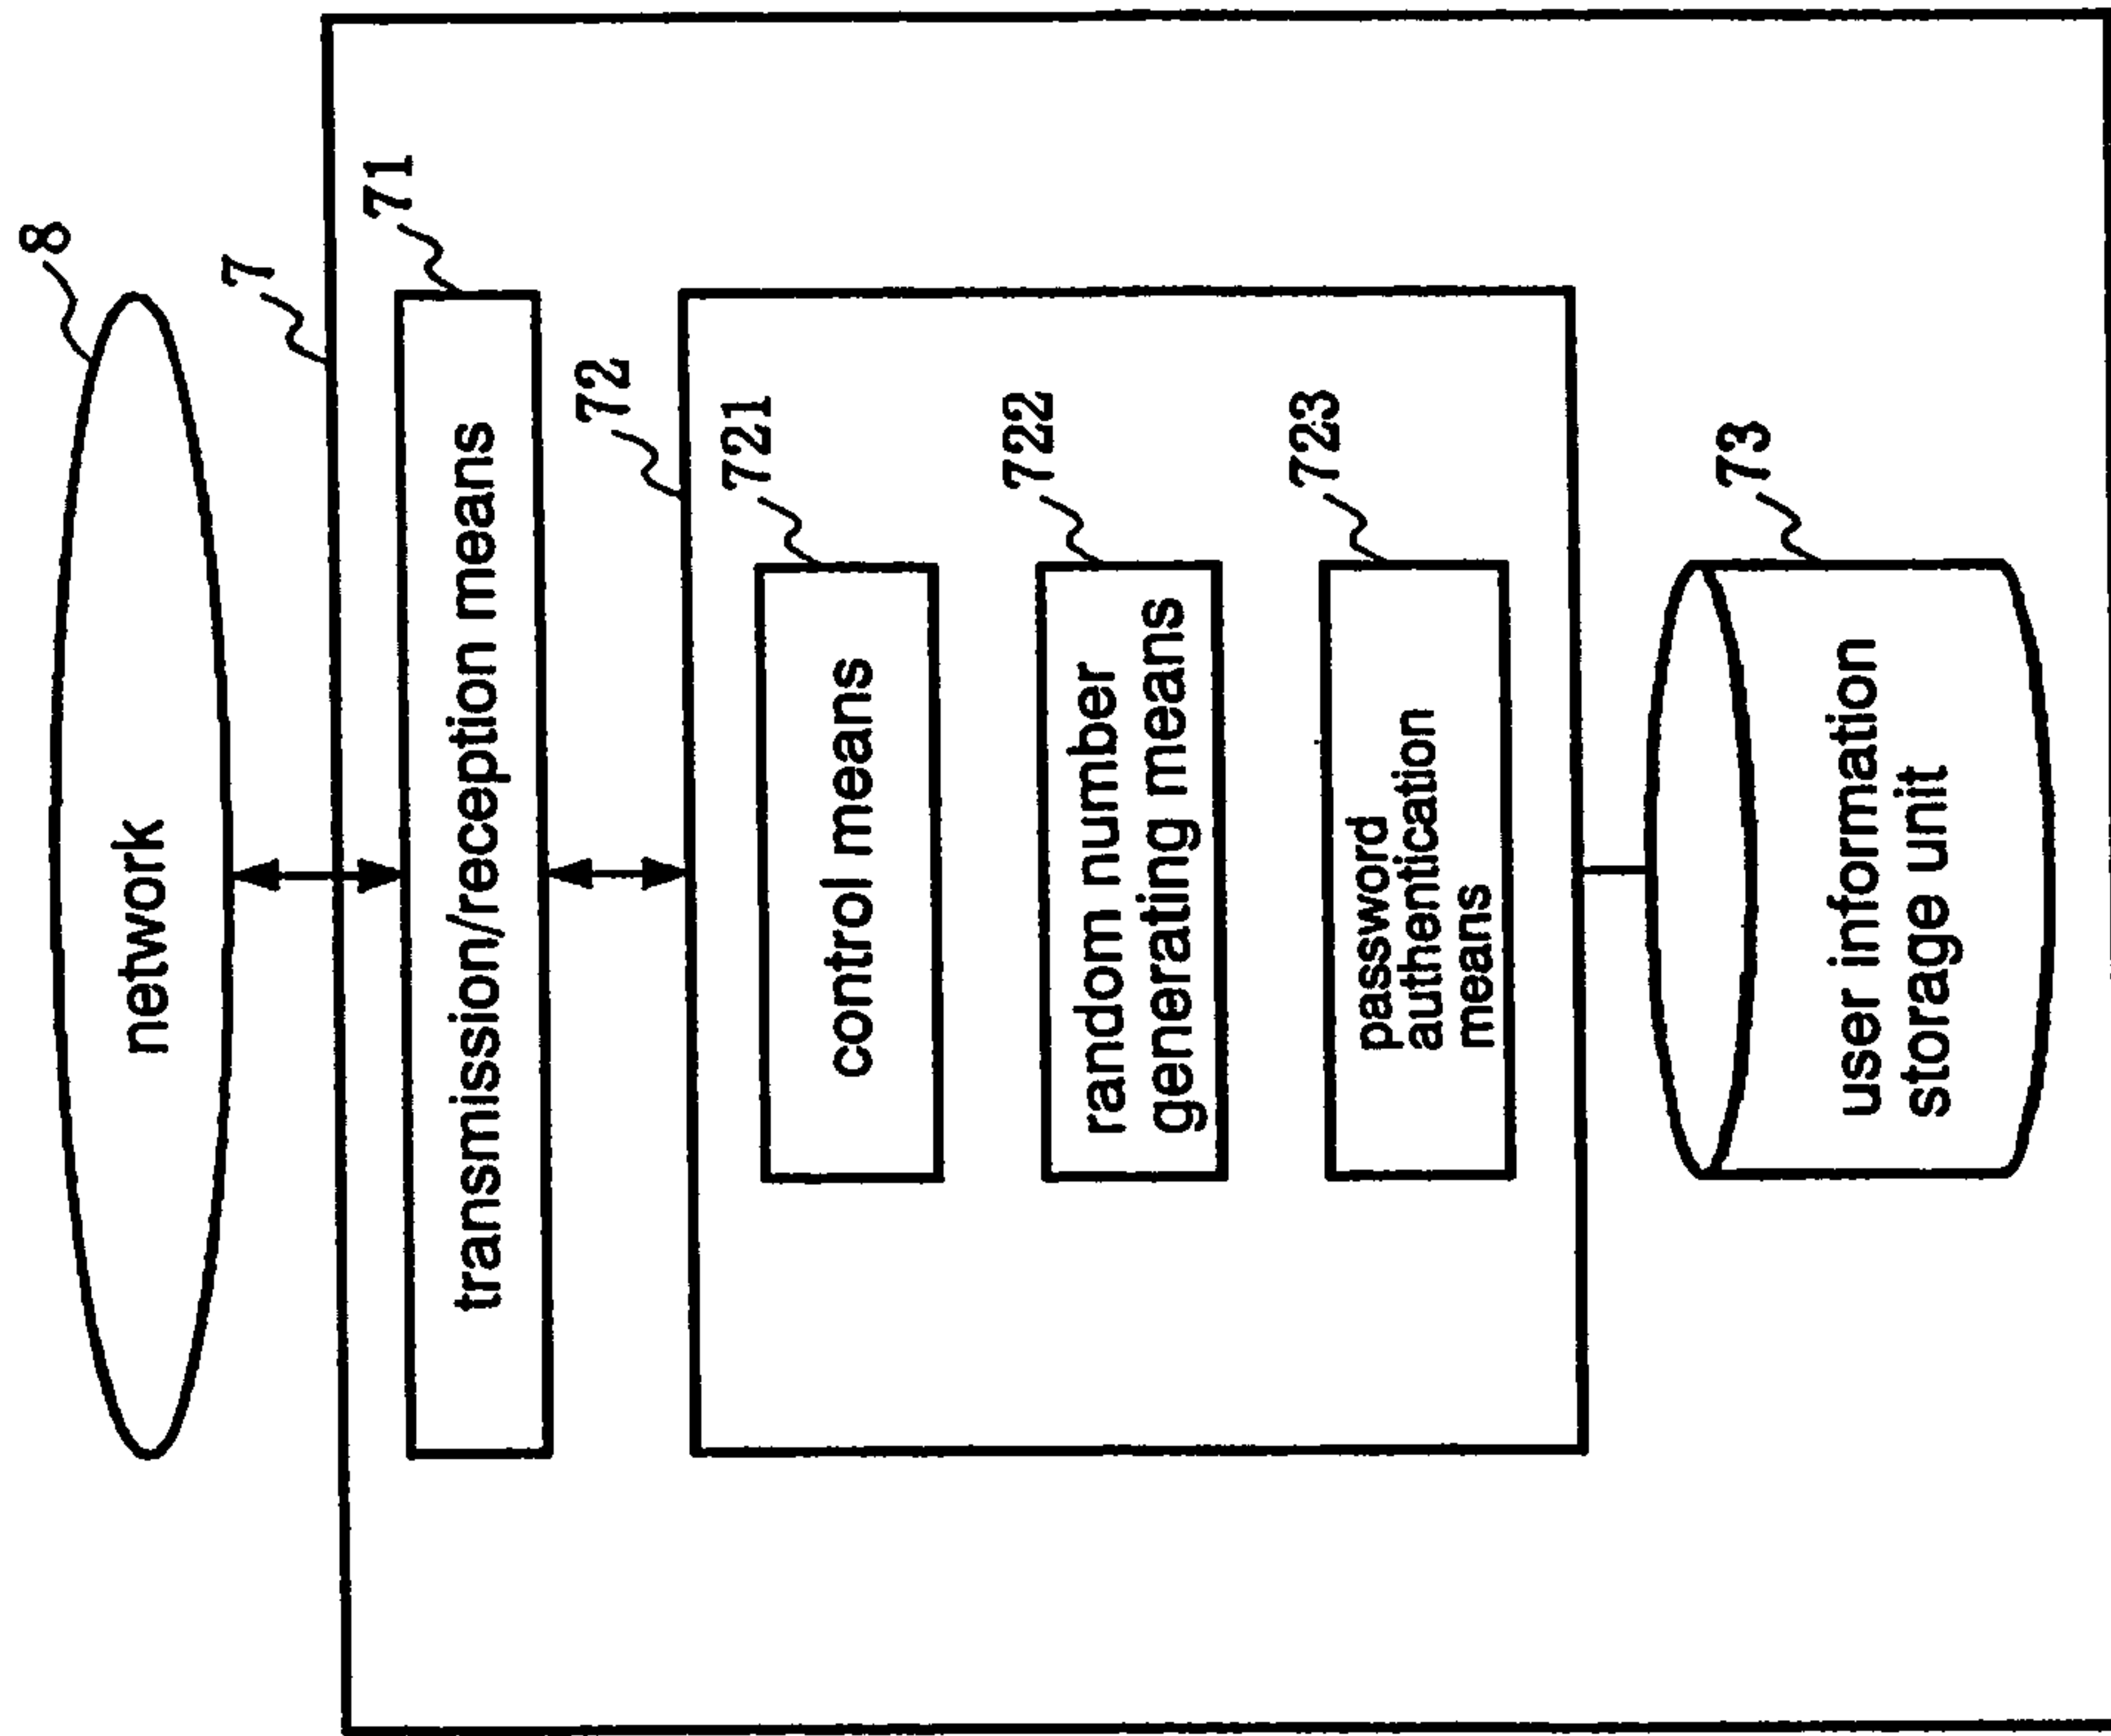 network
8
7
transmission/reception means
71
72
control means
721
random number
generating means
722
password
authentication
means
723
user information
storage unit
73